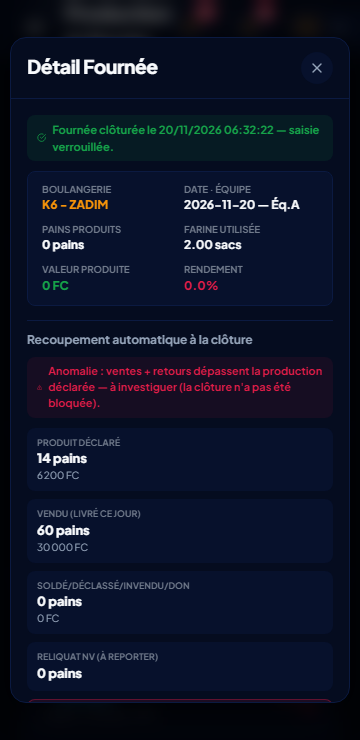 Détail Fournée
Fournée clôturée le 20/11/2026 06:32:22 — saisie
verrouillée.
BOULANGERIE
K6 - ZADIM
DATE · ÉQUIPE
2026-11-20 — Éq.A
PAINS PRODUITS
0 pains
FARINE UTILISÉE
2.00 sacs
VALEUR PRODUITE
0 FC
RENDEMENT
0.0%
Recoupement automatique à la clôture
Anomalie : ventes + retours dépassent la production
déclarée — à investiguer (la clôture n'a pas été
bloquée).
PRODUIT DÉCLARÉ
14 pains
6 200 FC
VENDU (LIVRÉ CE JOUR)
60 pains
30 000 FC
SOLDÉ/DÉCLASSÉ/INVENDU/DON
0 pains
0 FC
RELIQUAT NV (À REPORTER)
0 pains